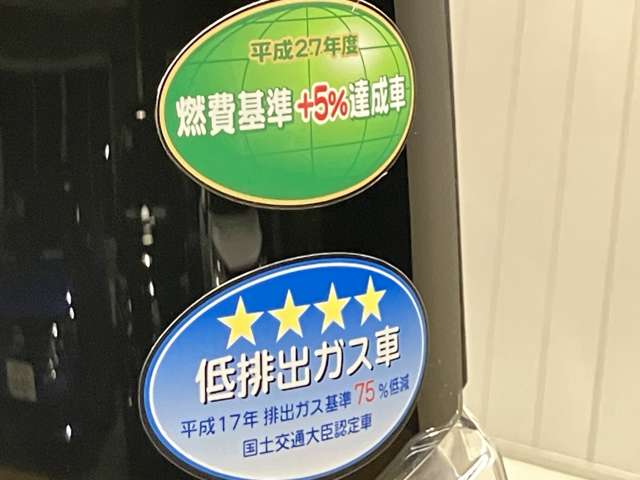 平成27年度
燃費基準+5%達成車
低排出ガス車
平成17年 排出ガス基準 75%低減
国土交通大臣認定車